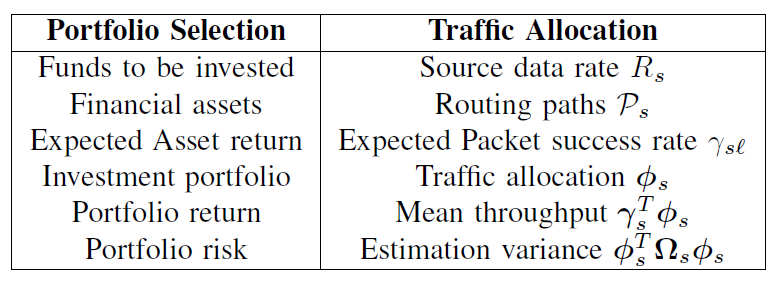 Portfolio Selection Traffic Allocation
Funds to be invested Source data rate $R_s$
Financial assets Routing paths $\mathcal{P}_s$
Expected Asset return Expected Packet success rate $\gamma_{s\ell}$
Investment portfolio Traffic allocation $\boldsymbol{\phi}_s$
Portfolio return Mean throughput $\boldsymbol{\gamma}_s^T \boldsymbol{\phi}_s$
Portfolio risk Estimation variance $\boldsymbol{\phi}_s^T \boldsymbol{\Omega}_s \boldsymbol{\phi}_s$